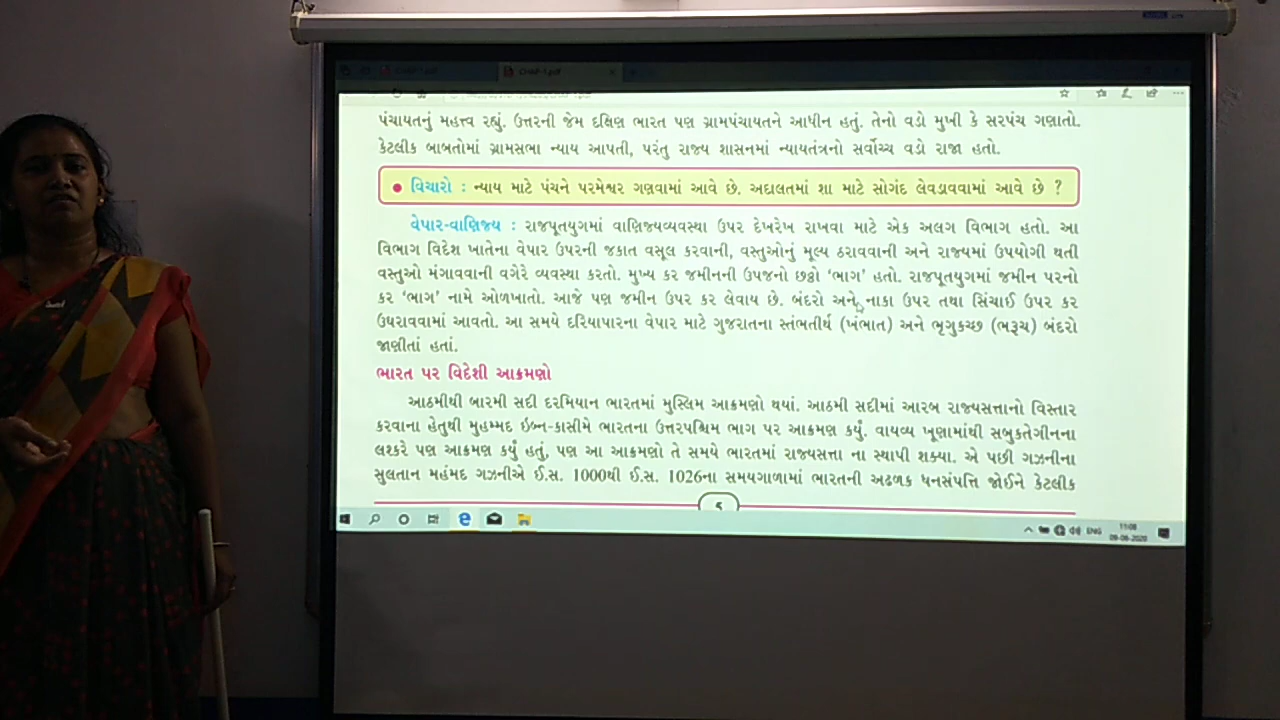 પંચાયતનું મહત્ત્વ રહ્યું. ઉત્તરની જેમ દક્ષિણ ભારત પણ ગ્રામપંચાયતને આધીન હતું. તેનો વડો મુખી કે સરપંચ ગણાતો.
કેટલીક બાબતોમાં ગ્રામસભા ન્યાય આપતી, પરંતુ રાજ્ય શાસનમાં ન્યાયતંત્રનો સર્વોચ્ચ વડો રાજા હતો.
● વિચારો : ન્યાય માટે પંચને પરમેશ્વર ગણવામાં આવે છે. અદાલતમાં શા માટે સોગંદ લેવડાવવામાં આવે છે ?
વેપાર-વાણિજ્ય : રાજપૂતયુગમાં વાણિજ્યવ્યવસ્થા ઉપર દેખરેખ રાખવા માટે એક અલગ વિભાગ હતો. આ
વિભાગ વિદેશ ખાતેના વેપાર ઉપરની જકાત વસૂલ કરવાની, વસ્તુઓનું મૂલ્ય ઠરાવવાની અને રાજ્યમાં ઉપયોગી થતી
વસ્તુઓ મંગાવવાની વગેરે વ્યવસ્થા કરતો. મુખ્ય કર જમીનની ઉપજનો છઠ્ઠો ‘ભાગ’ હતો. રાજપૂતયુગમાં જમીન પરનો
કર ‘ભાગ’ નામે ઓળખાતો. આજે પણ જમીન ઉપર કર લેવાય છે. બંદરો અને નાકા ઉપર તથા સિંચાઈ ઉપર કર
ઉઘરાવવામાં આવતો. આ સમયે દરિયાપારના વેપાર માટે ગુજરાતના સ્તંભતીર્થ (ખંભાત) અને ભૃગુકચ્છ (ભરૂચ) બંદરો
જાણીતાં હતાં.
ભારત પર વિદેશી આક્રમણો
આઠમીથી બારમી સદી દરમિયાન ભારતમાં મુસ્લિમ આક્રમણો થયાં. આઠમી સદીમાં આરબ રાજ્યસત્તાનો વિસ્તાર
કરવાના હેતુથી મુહમ્મદ ઇબ્ન-કાસીમે ભારતના ઉત્તરપશ્ચિમ ભાગ પર આક્રમણ કર્યું. વાયવ્ય ખૂણામાંથી સબુકતેગીનના
લશ્કરે પણ આક્રમણ કર્યું હતું, પણ આ આક્રમણો તે સમયે ભારતમાં રાજ્યસત્તા ના સ્થાપી શક્યા. એ પછી ગઝનીના
સુલતાન મહંમદ ગઝનીએ ઈ.સ. 1000થી ઈ.સ. 1026ના સમયગાળામાં ભારતની અઢળક ધનસંપત્તિ જોઈને કેટલીક
5
ENG
11:08
09-06-2020